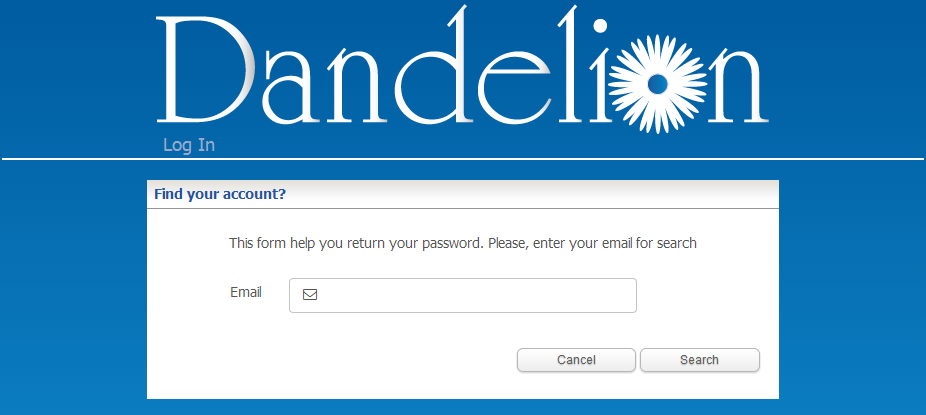 Dandelion
Log In
Find your account?
This form help you return your password. Please, enter your email for search
Email
Cancel
Search